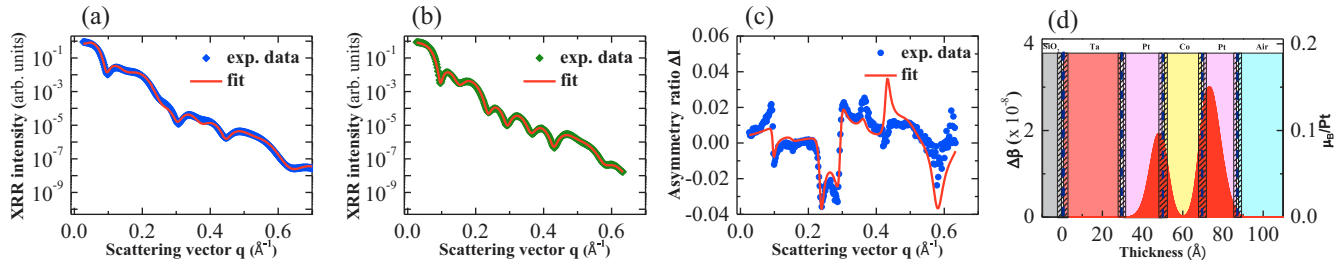 (a)
XRR intensity (arb. units)
10⁻¹
10⁻³
10⁻⁵
10⁻⁷
10⁻⁹
exp. data
fit
0.0 0.2 0.4 0.6
Scattering vector q (Å⁻¹)
(b)
XRR intensity (arb. units)
10⁻¹
10⁻³
10⁻⁵
10⁻⁷
10⁻⁹
exp. data
fit
0.0 0.2 0.4 0.6
Scattering vector q (Å⁻¹)
(c)
Asymmetry ratio ΔI
0.06
0.04
0.02
0.00
-0.02
-0.04
exp. data
fit
0.0 0.2 0.4 0.6
Scattering vector q (Å⁻¹)
(d)
SiO Ta Pt Co Pt Air
Δβ (x 10⁻⁸)
4
2
0
0.2
0.1
0.0
μB/Pt
0 20 40 60 80 100
Thickness (Å)